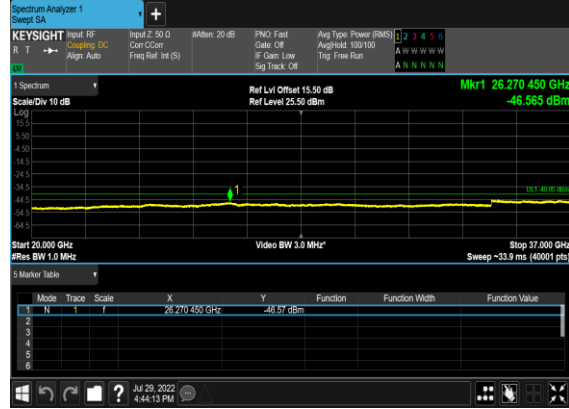 Spectrum Analyzer 1
Swept SA
+
KEYSIGHT Input: RF Input Z: 50 Ω #Atten: 20 dB PNO: Fast Avg Type: Power (RMS) 1 2 3 4 5 6
R T Coupling: DC Corr CCorr Gate: Off Avg|Hold: 100/100 A W W W W W
Align: Auto Freq Ref: Int (S) IF Gain: Low Trig: Free Run
Sig Track: Off A N N N N N
1 Spectrum Ref Lvl Offset 15.50 dB Mkr1 26.270 450 GHz
Scale/Div 10 dB Ref Level 25.50 dBm -46.565 dBm
Log
15.5
5.50
-4.50
-14.5
-24.5
-34.5 1 DL1 -40.00 dBm
-44.5
-54.5
-64.5
Start 20.000 GHz Video BW 3.0 MHz* Stop 37.000 GHz
#Res BW 1.0 MHz Sweep ~33.9 ms (40001 pts)
5 Marker Table
Mode Trace Scale X Y Function Function Width Function Value
1 N 1 f 26.270 450 GHz -46.57 dBm
2
3
4
5
6
? Jul 29, 2022
4:44:13 PM